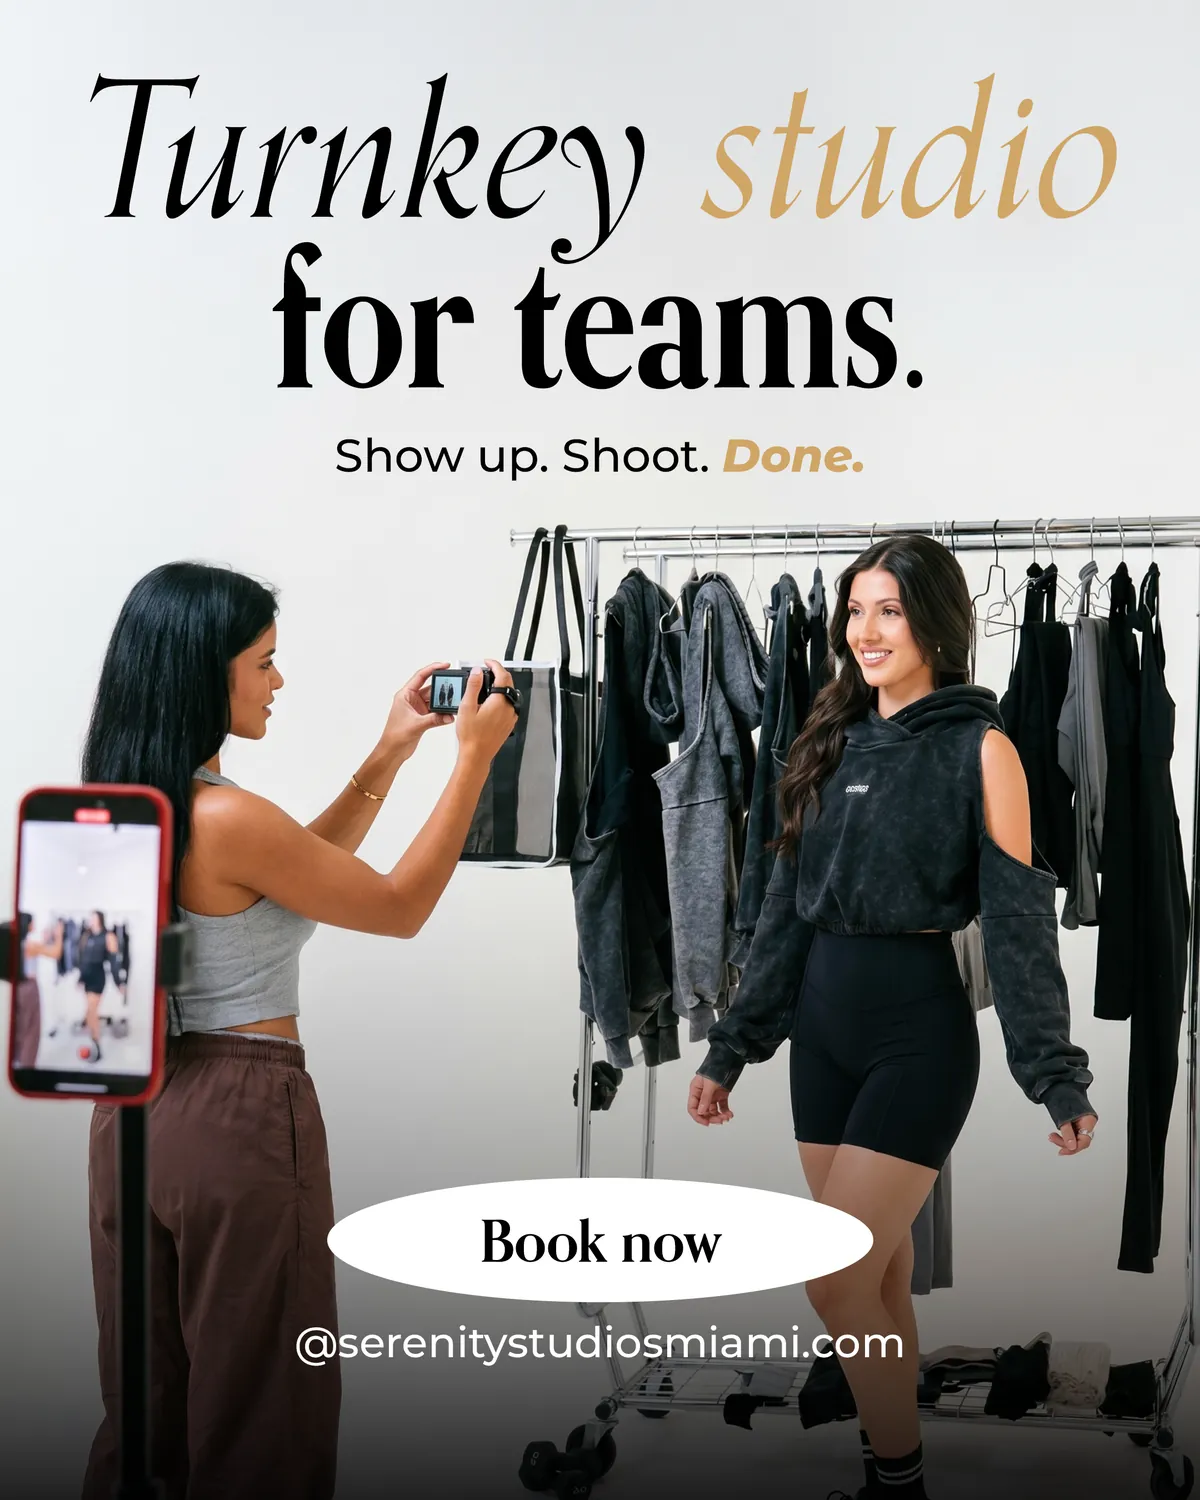 Turnkey studio
for teams.
Show up. Shoot. Done.
Book now
@serenitystudiosmiami.com